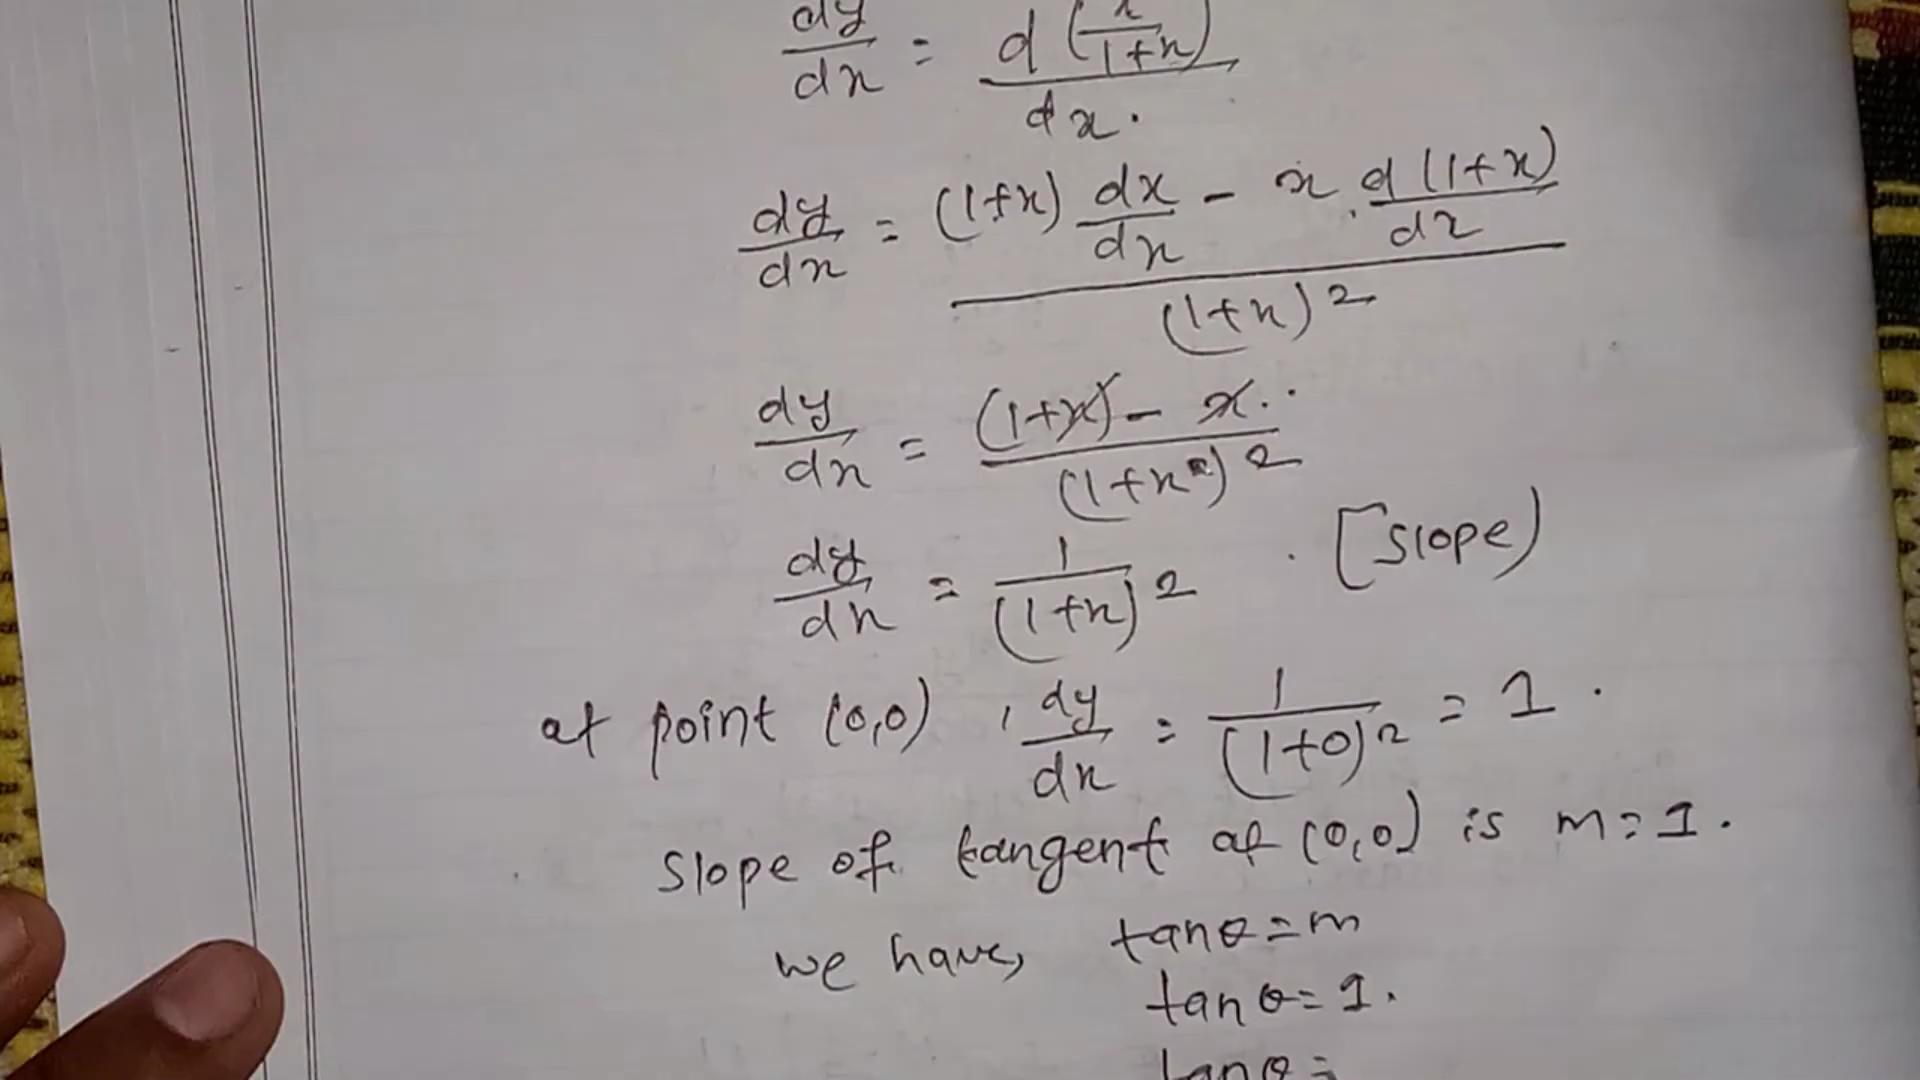 dy/dx = d(x/1+x)/dx.
dy/dx = (1+x) dx/dx - x . d(1+x)/dx / (1+x)²
dy/dx = (1+x) - x.. / (1+x)²
dy/dx = 1/(1+x)² . [slope)
at point (0,0) , dy/dx = 1/(1+0)² = 1 .
slope of tangent at (0,0) is m=1.
we have, tanθ=m
tanθ=1.
tanθ=